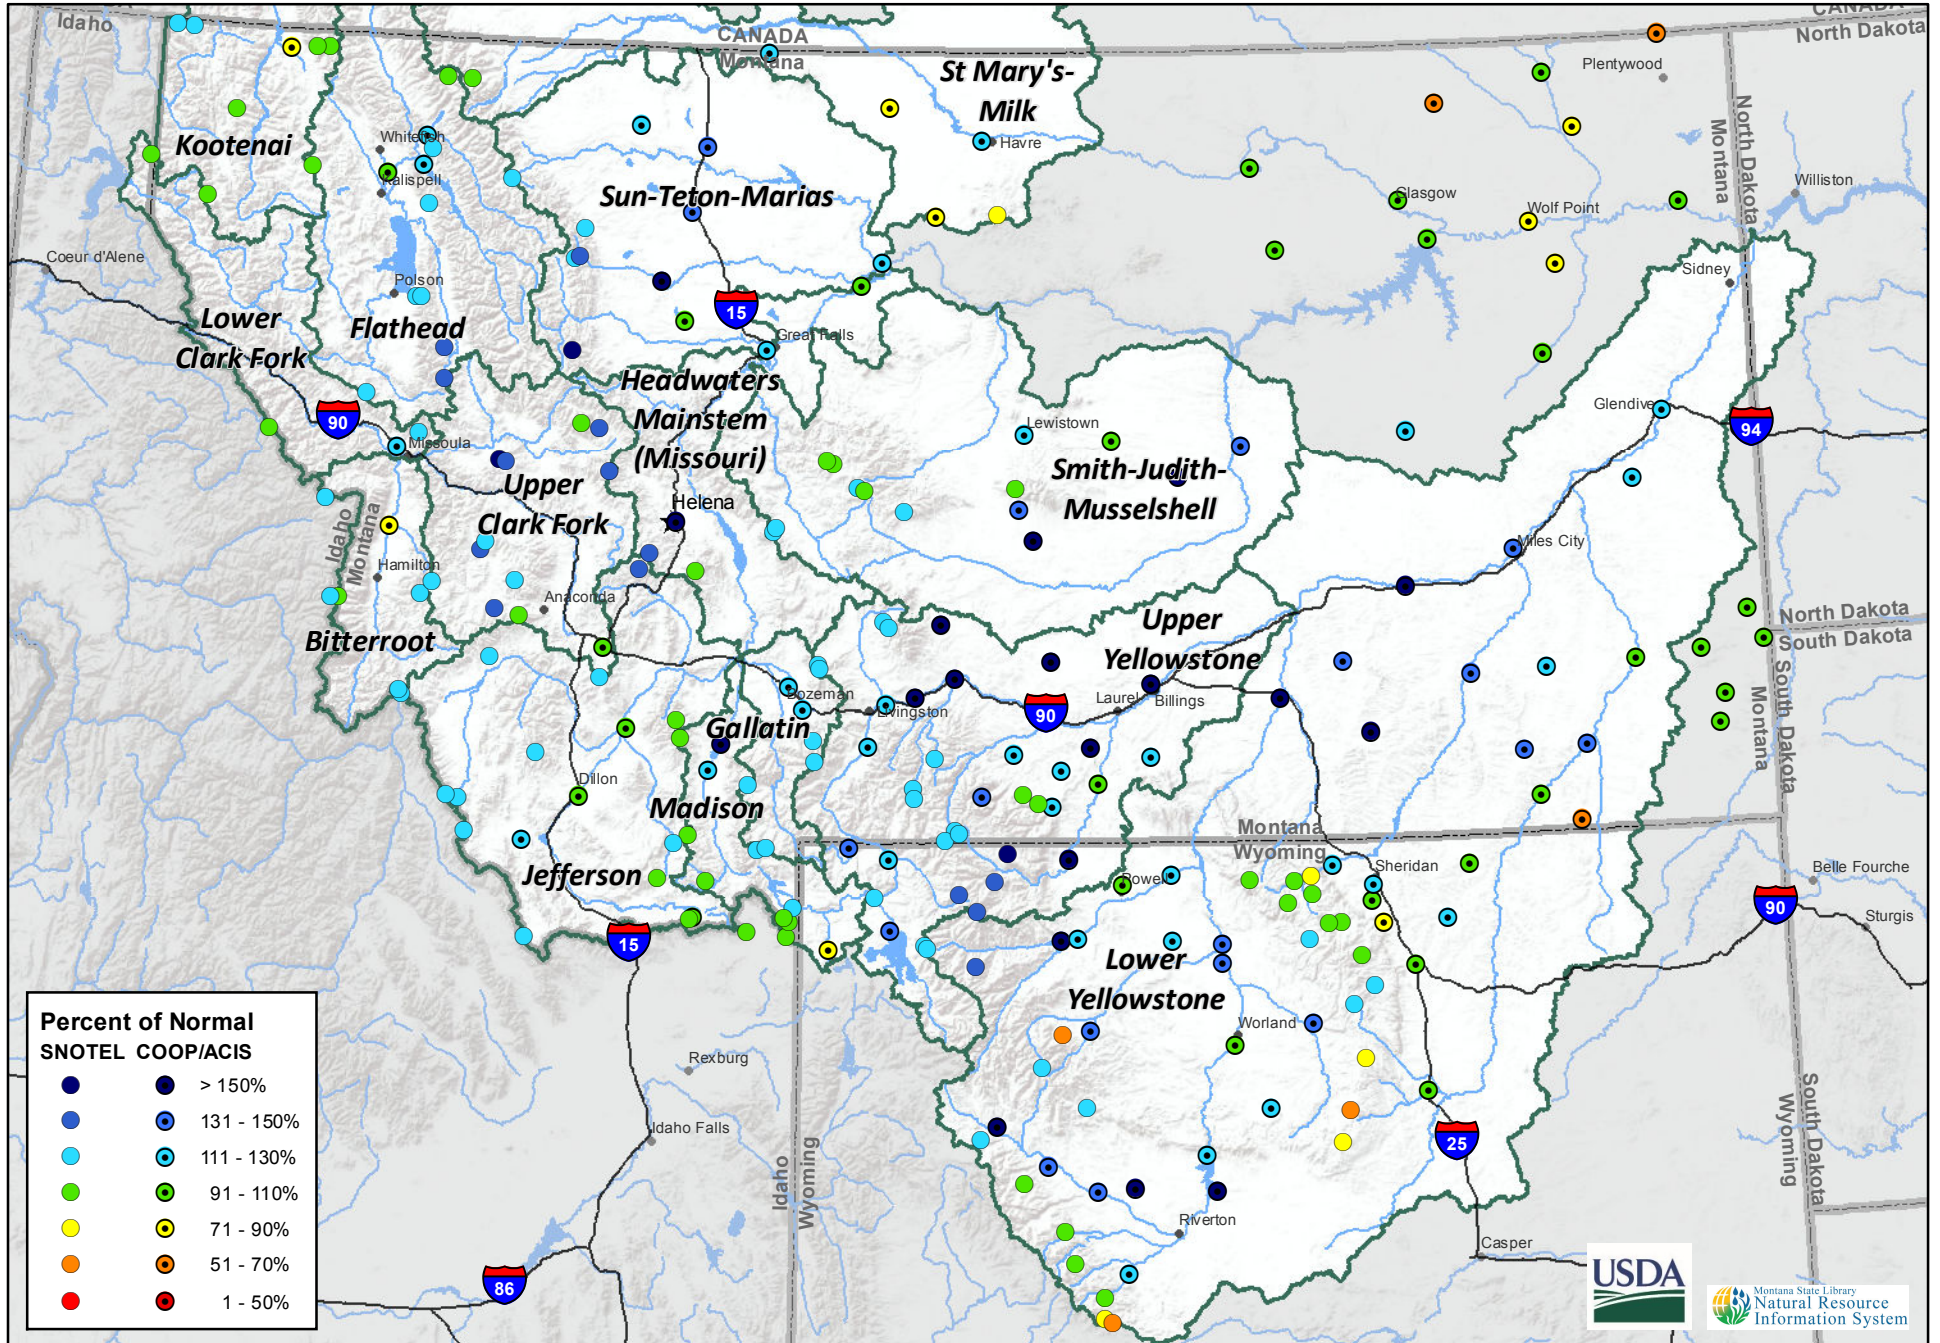 Idaho
CANADA
Montana
CANADA
North Dakota
St Mary's-
Milk
Plentywood
Kootenai
Whitefish
Kalispell
Havre
North Dakota
Montana
Sun-Teton-Marias
Glasgow
Wolf Point
Williston
Coeur d'Alene
Polson
Sidney
Lower
Clark Fork
Flathead
15
Great Falls
Headwaters
Mainstem
(Missouri)
Glendive
90
94
Missoula
Lewistown
Smith-Judith-
Musselshell
Upper
Clark Fork
Helena
Idaho
Montana
Miles City
Hamilton
Anaconda
Bitterroot
Upper
Yellowstone
North Dakota
South Dakota
South Dakota
Montana
Bozeman
Livingston
Laurel
Billings
90
Gallatin
Dillon
Madison
Montana
Wyoming
Sheridan
Belle Fourche
Jefferson
Powell
90
Sturgis
15
Lower
Yellowstone
Worland
Percent of Normal
SNOTEL COOP/ACIS
> 150%
131 - 150%
111 - 130%
91 - 110%
71 - 90%
51 - 70%
1 - 50%
Rexburg
Idaho Falls
Idaho
Wyoming
25
South Dakota
Wyoming
Riverton
Casper
86
USDA
Montana State Library
Natural Resource
Information System